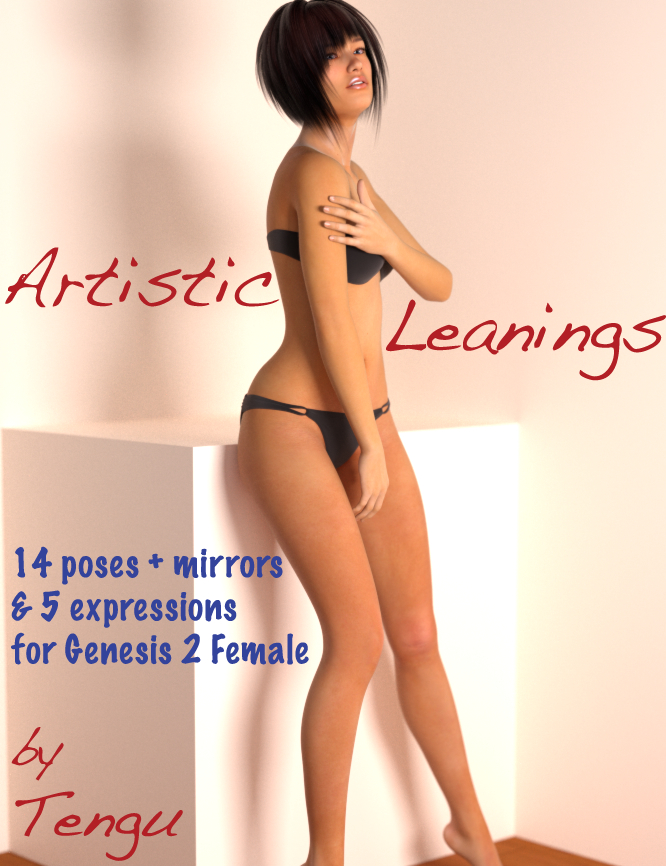 Artistic
Leanings
14 poses + mirrors
& 5 expressions
for Genesis 2 Female
by
Tengu